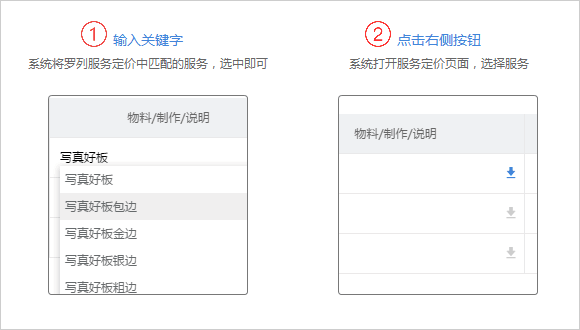 ① 输入关键字
系统将罗列服务定价中匹配的服务，选中即可
物料/制作/说明
写真好板
写真好板
写真好板包边
写真好板金边
写真好板银边
写真好板粗边
② 点击右侧按钮
系统打开服务定价页面，选择服务
物料/制作/说明